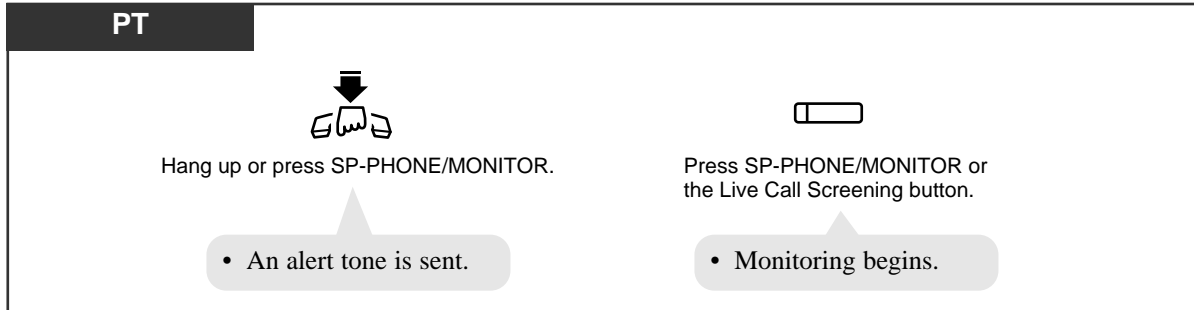 PT
Hang up or press SP-PHONE/MONITOR.
Press SP-PHONE/MONITOR or
the Live Call Screening button.
• An alert tone is sent.
• Monitoring begins.